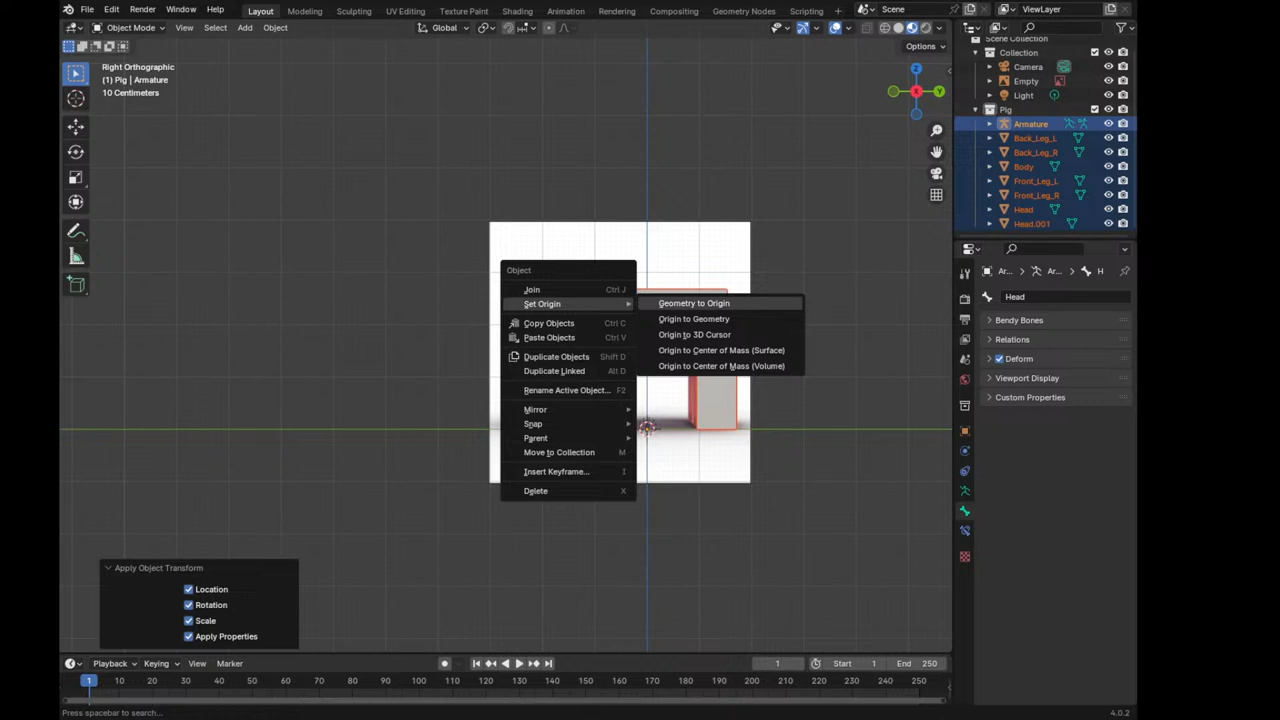 File Edit Render Window Help
Layout Modeling Sculpting UV Editing Texture Paint Shading Animation Rendering Compositing Geometry Nodes Scripting +
Scene
ViewLayer
Object Mode View Select Add Object
Global
Options
Right Orthographic
(1) Pig | Armature
10 Centimeters
Z
Y
X
Scene Collection
Collection
Camera
Empty
Light
Pig
Armature
Back_Leg_L
Back_Leg_R
Body
Front_Leg_L
Front_Leg_R
Head
Head.001
Ar... Ar... H
Head
Bendy Bones
Relations
Deform
Viewport Display
Custom Properties
Object
Join Ctrl J
Set Origin
Copy Objects Ctrl C
Paste Objects Ctrl V
Duplicate Objects Shift D
Duplicate Linked Alt D
Rename Active Object... F2
Mirror
Snap
Parent
Move to Collection M
Insert Keyframe... I
Delete X
Geometry to Origin
Origin to Geometry
Origin to 3D Cursor
Origin to Center of Mass (Surface)
Origin to Center of Mass (Volume)
Apply Object Transform
Location
Rotation
Scale
Apply Properties
Playback Keying View Marker
1 Start 1 End 250
1 10 20 30 40 50 60 70 80 90 100 110 120 130 140 150 160 170 180 190 200 210 220 230 240 250
Press spacebar to search...
4.0.2